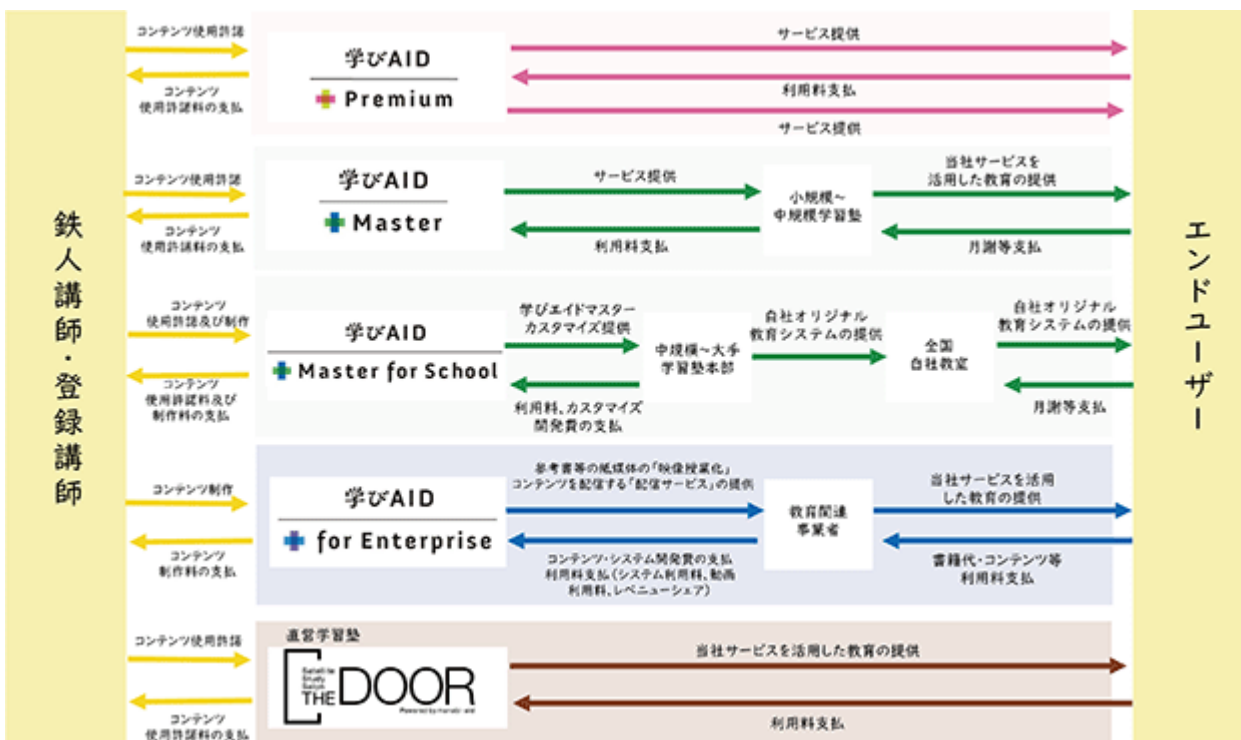 鉄人講師・登録講師
コンテンツ使用許諾
コンテンツ
使用許諾料の支払
学びAID
Premium
サービス提供
利用料支払
サービス提供
コンテンツ使用許諾
コンテンツ
使用許諾料の支払
学びAID
Master
サービス提供
利用料支払
小規模～
中規模学習塾
当社サービスを
活用した教育の提供
月謝等支払
コンテンツ
使用許諾及び制作
コンテンツ
使用許諾料及び
制作料の支払
学びAID
Master for School
学びエイドマスター
カスタマイズ提供
利用料、カスタマイズ
開発費の支払
中規模～大手
学習塾本部
自社オリジナル
教育システムの提供
全国
自社教室
自社オリジナル
教育システムの提供
月謝等支払
コンテンツ制作
コンテンツ
制作料の支払
学びAID
for Enterprise
参考書等の紙媒体の「映像授業化」
コンテンツを配信する「配信サービス」の提供
コンテンツ・システム開発費の支払
利用料支払(システム利用料、動画
利用料、レベニューシェア)
教育関連
事業者
当社サービスを活用
した教育の提供
書籍代・コンテンツ等
利用料支払
コンテンツ使用許諾
コンテンツ
使用許諾料の支払
直営学習塾
Study
THE DOOR
当社サービスを活用した教育の提供
利用料支払
エンドユーザー